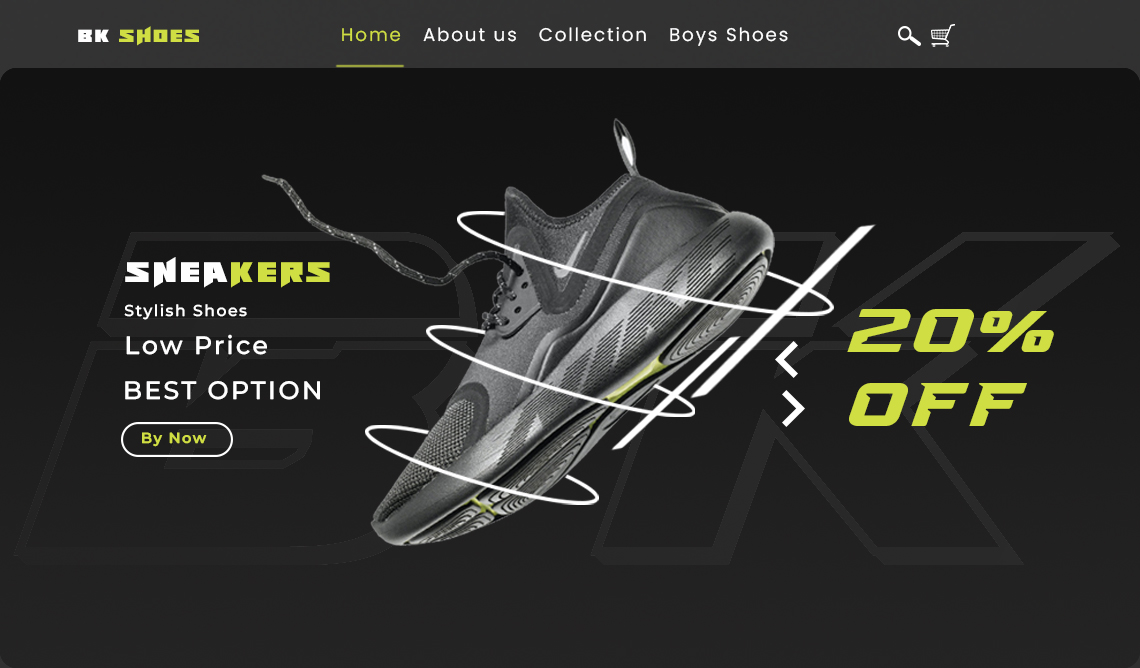 BK SHOES
Home About us Collection Boys Shoes
SNEAKERS
Stylish Shoes
Low Price
BEST OPTION
By Now
20%
OFF
BK